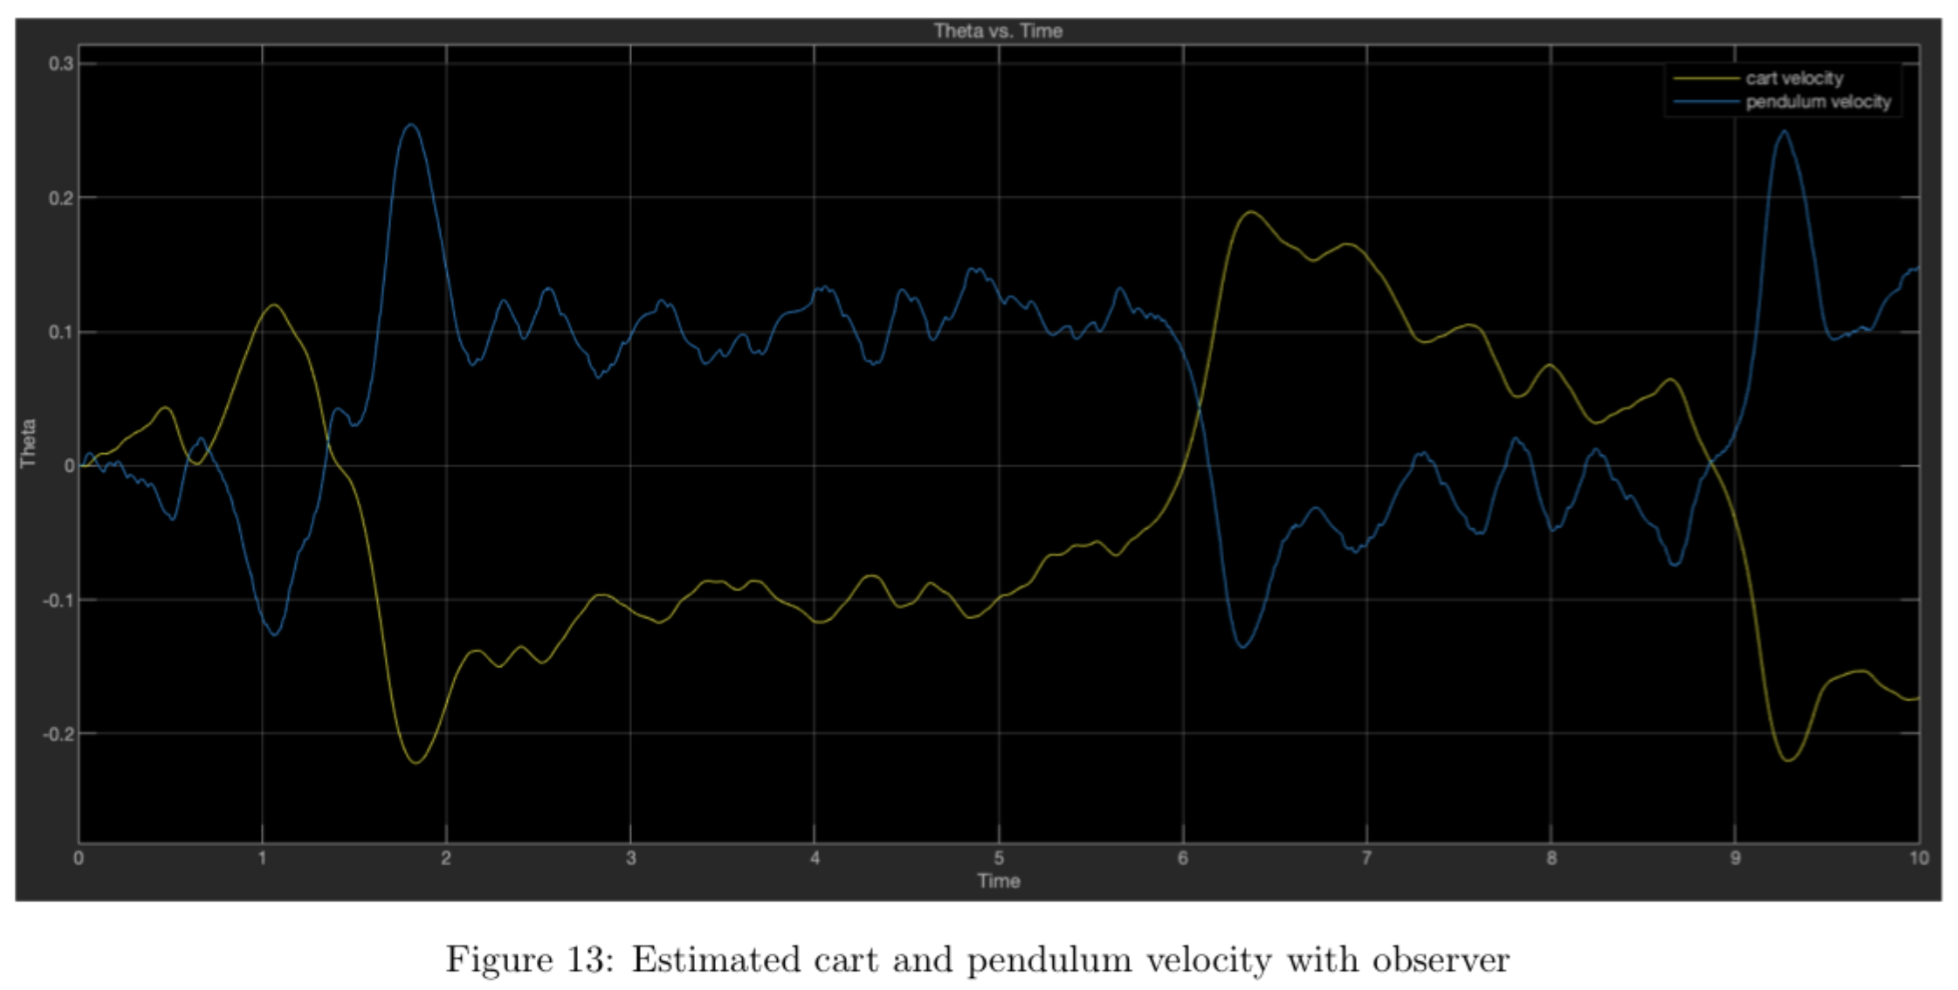 Theta vs. Time
0.3
cart velocity
pendulum velocity
0.2
0.1
Theta
0
-0.1
-0.2
0 1 2 3 4 5 6 7 8 9 10
Time
Figure 13: Estimated cart and pendulum velocity with observer